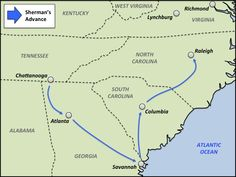 Sherman's
Advance
KENTUCKY
WEST VIRGINIA
Richmond
Lynchburg
VIRGINIA
TENNESSEE
NORTH
CAROLINA
Raleigh
Chattanooga
SOUTH
CAROLINA
Atlanta
Columbia
ALABAMA
GEORGIA
Savannah
ATLANTIC
OCEAN